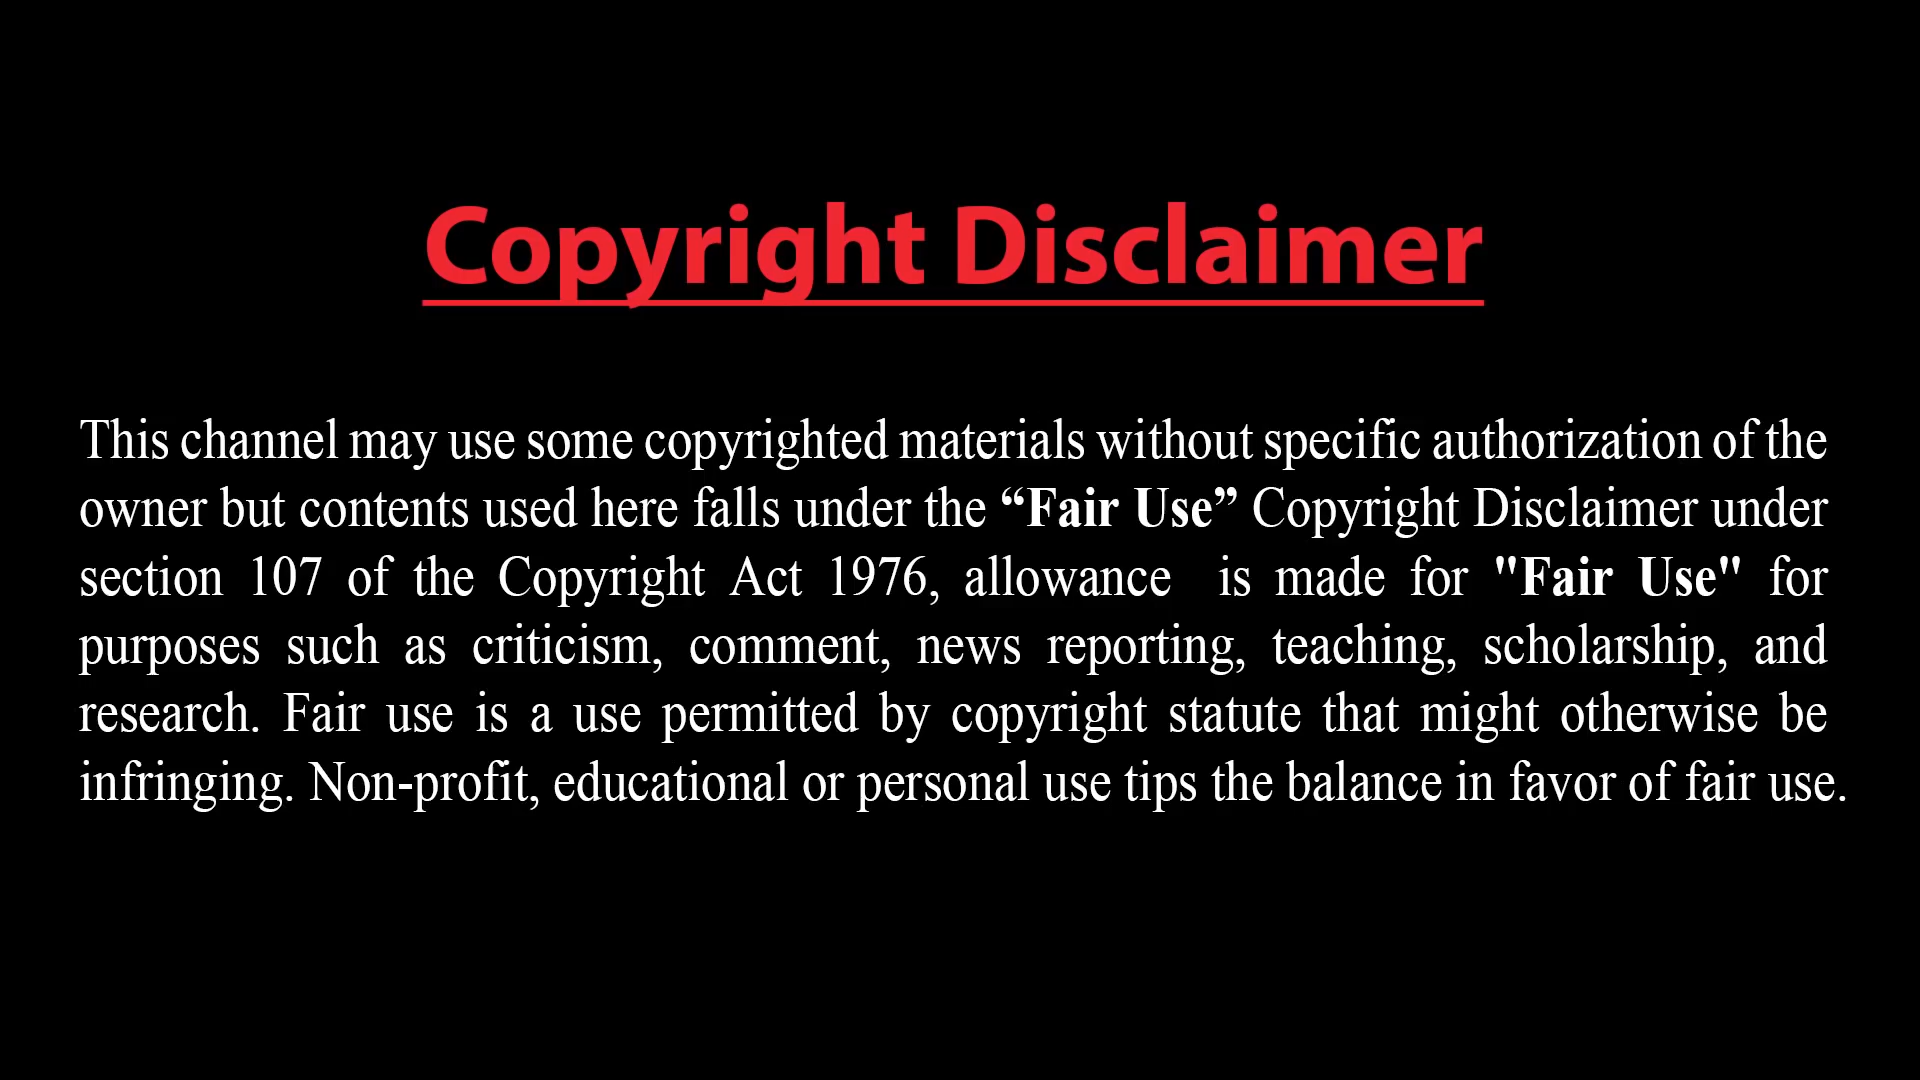 Copyright Disclaimer
This channel may use some copyrighted materials without specific authorization of the
owner but contents used here falls under the “Fair Use” Copyright Disclaimer under
section 107 of the Copyright Act 1976, allowance  is made for "Fair Use" for
purposes such as criticism, comment, news reporting, teaching, scholarship, and
research. Fair use is a use permitted by copyright statute that might otherwise be
infringing. Non-profit, educational or personal use tips the balance in favor of fair use.